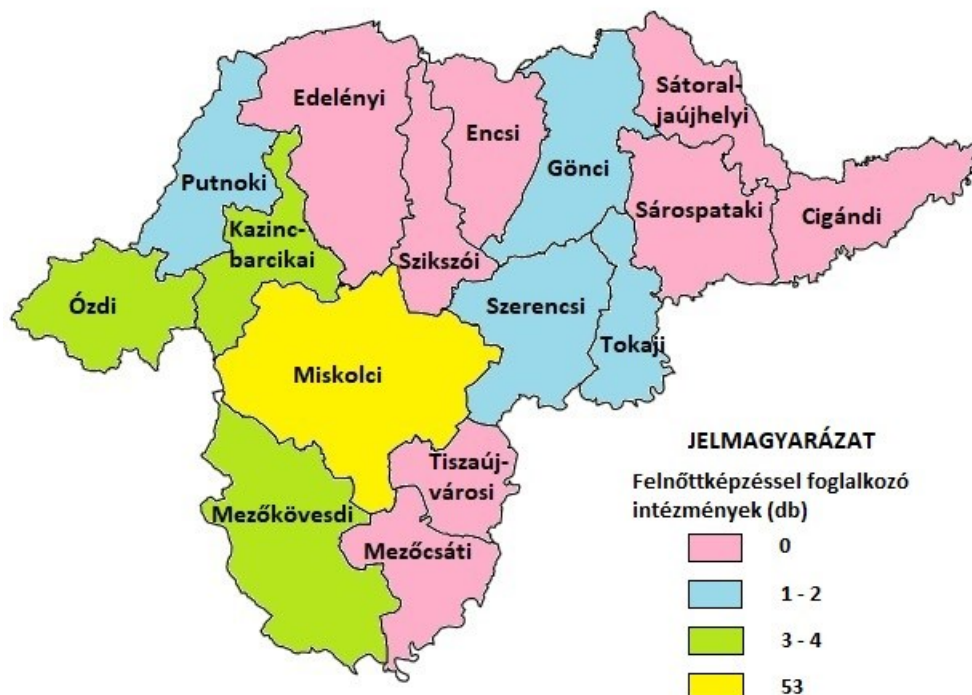 Edelényi
Sátoral-
jaújhelyi
Encsi
Gönci
Putnoki
Sárospataki
Cigándi
Kazinc-
barcikai
Szikszói
Ózdi
Szerencsi
Tokaji
Miskolci
Tiszaúj-
városi
Mezőkövesdi
Mezőcsáti
JELMAGYARÁZAT
Felnőttképzéssel foglalkozó
intézmények (db)
0
1 - 2
3 - 4
53